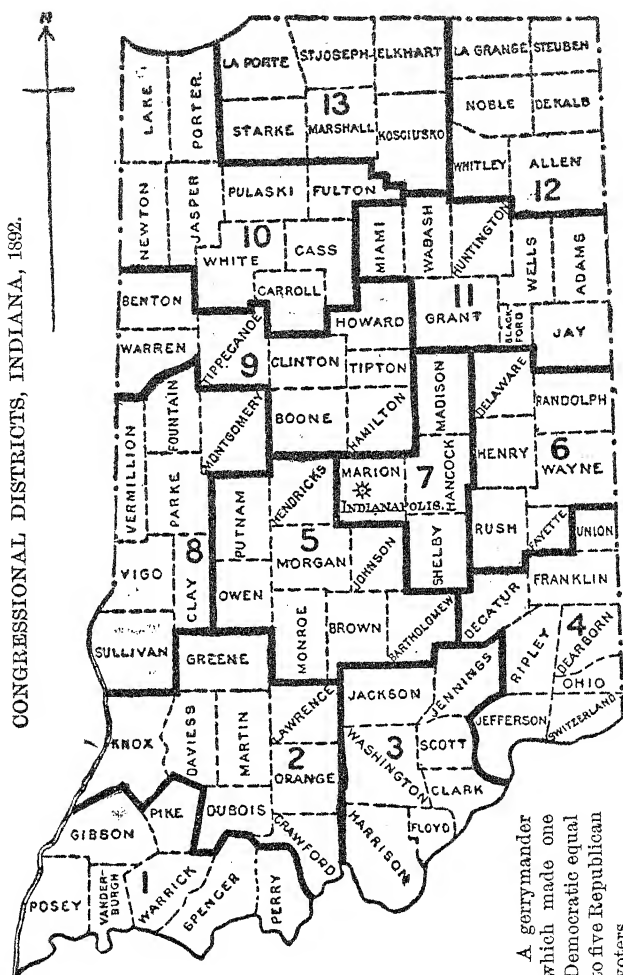 CONGRESSIONAL DISTRICTS, INDIANA, 1892.
N
LAKE
PORTER.
LA PORTE
ST JOSEPH
ELKHART
LA GRANGE
STEUBEN
13
STARKE
MARSHALL
KOSCIUSKO
NOBLE
DEKALB
WHITLEY
ALLEN
12
NEWTON
JASPER
PULASKI
FULTON
10
WHITE
CASS
MIAMI
WABASH
HUNTINGTON
WELLS
ADAMS
BENTON
CARROLL
11
GRANT
BLACK-
FORD
JAY
WARREN
TIPPECANOE
9
HOWARD
CLINTON
TIPTON
MADISON
DELAWARE
RANDOLPH
FOUNTAIN
MONTGOMERY
BOONE
HAMILTON
VERMILLION
PARKE
HENDRICKS
MARION
INDIANAPOLIS.
7
HANCOCK
HENRY
6
WAYNE
PUTNAM
5
MORGAN
JOHNSON
SHELBY
RUSH
FAYETTE
UNION
VIGO
8
CLAY
OWEN
FRANKLIN
SULLIVAN
GREENE
MONROE
BROWN
BARTHOLOMEW
DECATUR
RIPLEY
4
DEARBORN
OHIO
SWITZERLAND
KNOX
DAVIESS
MARTIN
LAWRENCE
2
ORANGE
JACKSON
JENNINGS
JEFFERSON
WASHINGTON
3
SCOTT
CLARK
GIBSON
PIKE
DUBOIS
CRAWFORD
HARRISON
FLOYD
POSEY
VANDER-
BURGH
1
WARRICK
SPENCER
PERRY
A gerrymander
which made one
Democratic equal
to five Republican
voters.